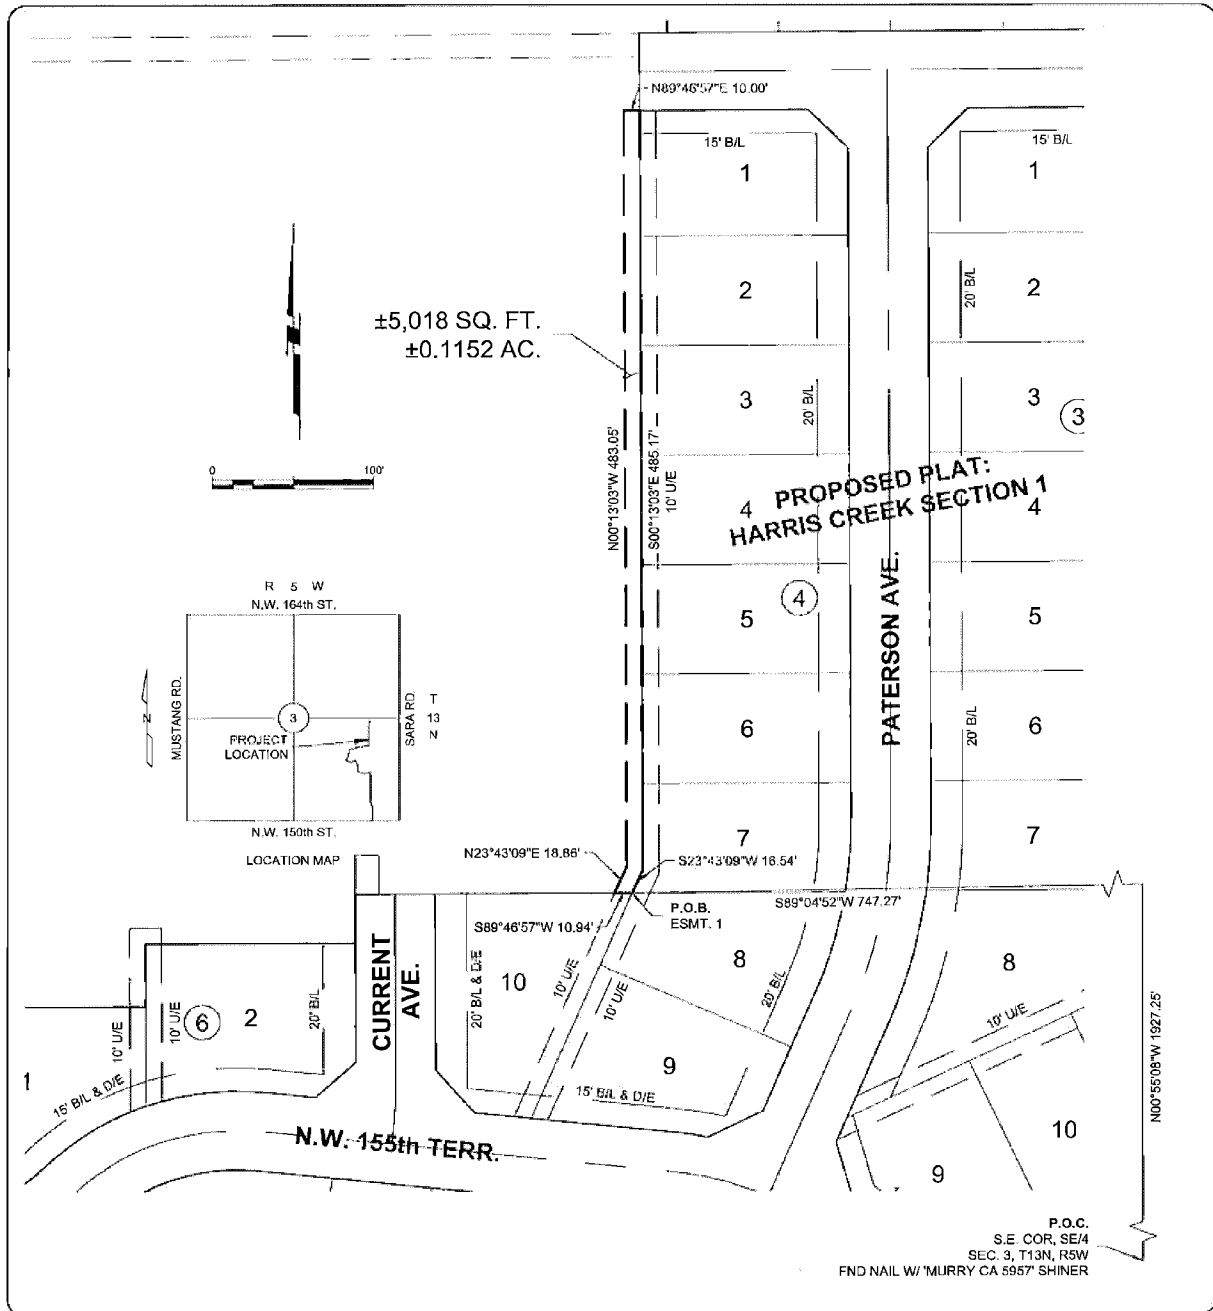 N89°46'57"E 10.00'
15' B/L
15' B/L
1
1
2
20' B/L
2
±5,018 SQ. FT.
±0.1152 AC.
3
20' B/L
3
3
0
100'
N00°13'03"W 483.05'
S00°13'03"E 485.17'
10' U/E
PROPOSED PLAT:
HARRIS CREEK SECTION 1
4
4
4
5
5
PATERSON AVE.
R 5 W
N.W. 164th ST.
MUSTANG RD.
SARA RD.
T
13
N
N
3
PROJECT
LOCATION
N.W. 150th ST.
LOCATION MAP
6
20' B/L
6
7
7
N23°43'09"E 18.86'
S23°43'09"W 16.54'
S89°04'52"W 747.27'
P.O.B.
ESMT. 1
S89°46'57"W 10.94'
CURRENT
AVE.
20' B/L & D/E
10
10' U/E
10' U/E
8
20' B/L
8
10' U/E
10' U/E
10' U/E
6
2
20' B/L
9
1
15' B/L & D/E
15' B/L & D/E
N.W. 155th TERR.
10
9
N00°55'08"W 1927.25'
P.O.C.
S.E. COR, SE/4
SEC. 3, T13N, R5W
FND NAIL W/ 'MURRY CA 5957' SHINER